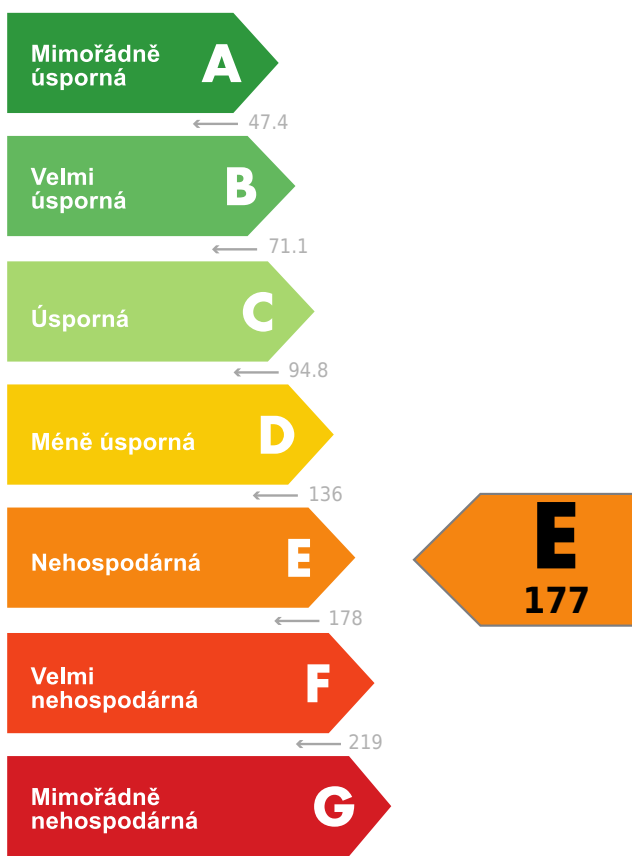 Mimořádně
úsporná
A
47.4
Velmi
úsporná
B
71.1
Úsporná
C
94.8
Méně úsporná
D
136
Nehospodárná
E
E
177
178
Velmi
nehospodárná
F
219
Mimořádně
nehospodárná
G